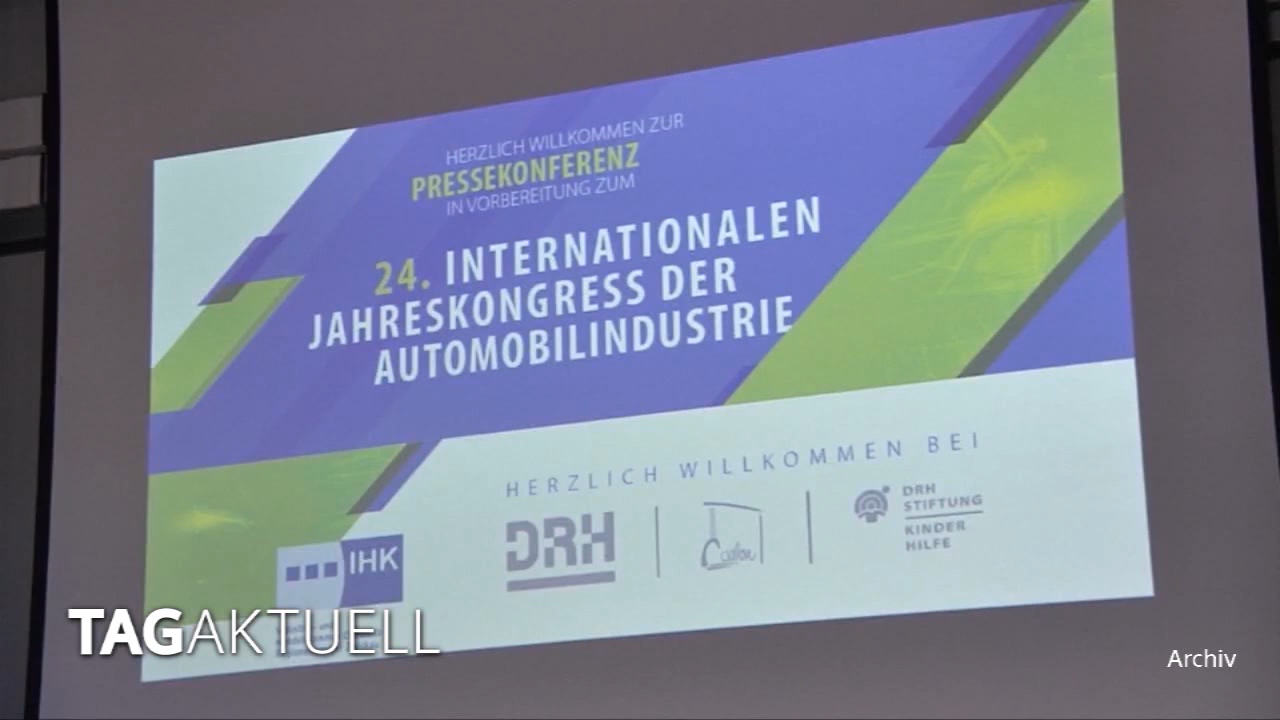 HERZLICH WILLKOMMEN ZUR
PRESSEKONFERENZ
IN VORBEREITUNG ZUM
24. INTERNATIONALEN
JAHRESKONGRESS DER
AUTOMOBILINDUSTRIE
HERZLICH WILLKOMMEN BEI
DRH
DRH
STIFTUNG
KINDER
HILFE
IHK
TAGAKTUELL
Archiv